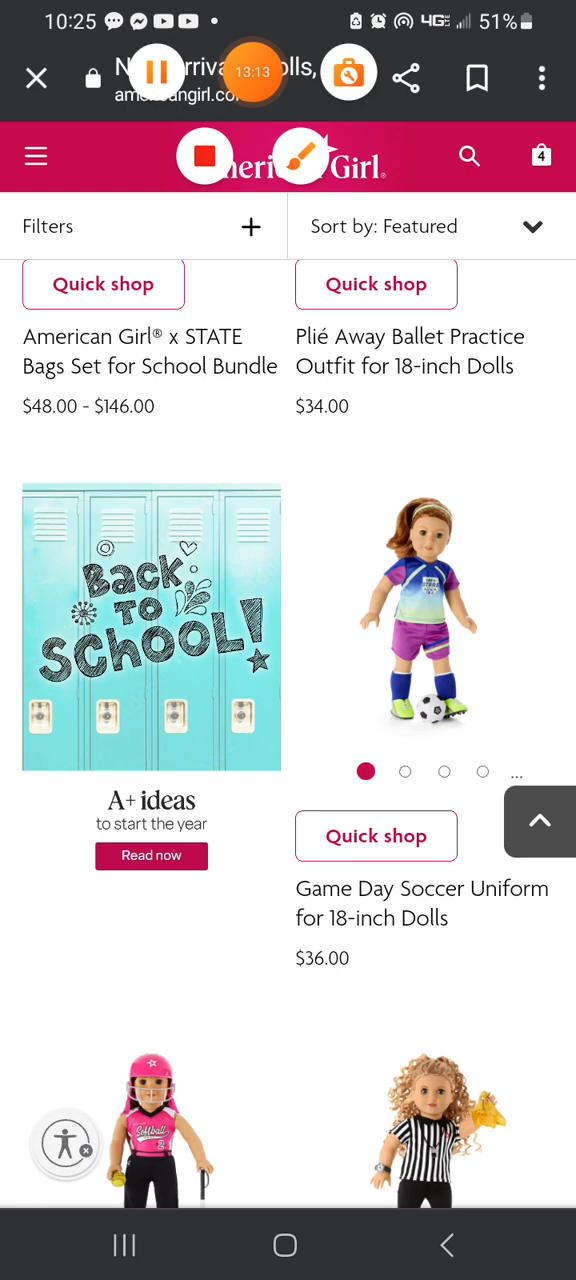 10:25
4G
51%
13:13
4
Filters
Sort by: Featured
Quick shop
Quick shop
American Girl® x STATE
Bags Set for School Bundle
$48.00 - $146.00
Plié Away Ballet Practice
Outfit for 18-inch Dolls
$34.00
Back
To
School!
A+ ideas
to start the year
Read now
Quick shop
Game Day Soccer Uniform
for 18-inch Dolls
$36.00
Softball
2